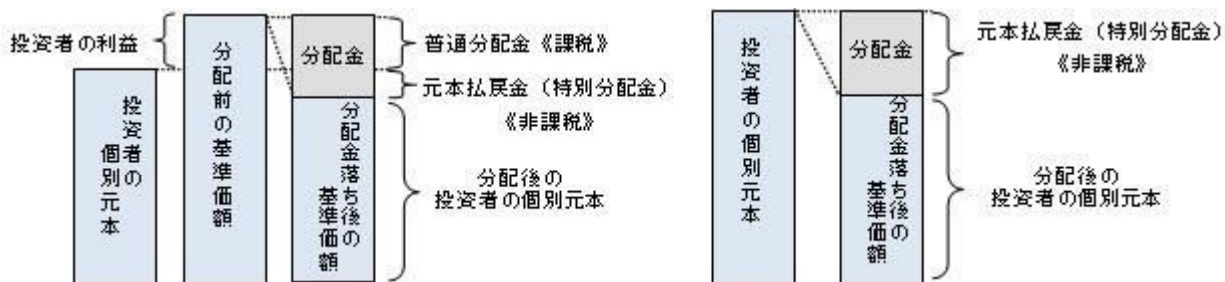 投資者の利益
投資者の
個別元本
分配前の基準価額
分配金
分配金落ち後の
基準価額
普通分配金《課税》
元本払戻金（特別分配金）
《非課税》
分配後の
投資者の個別元本
投資者の個別元本
分配金
分配金落ち後の
基準価額
元本払戻金（特別分配金）
《非課税》
分配後の
投資者の個別元本